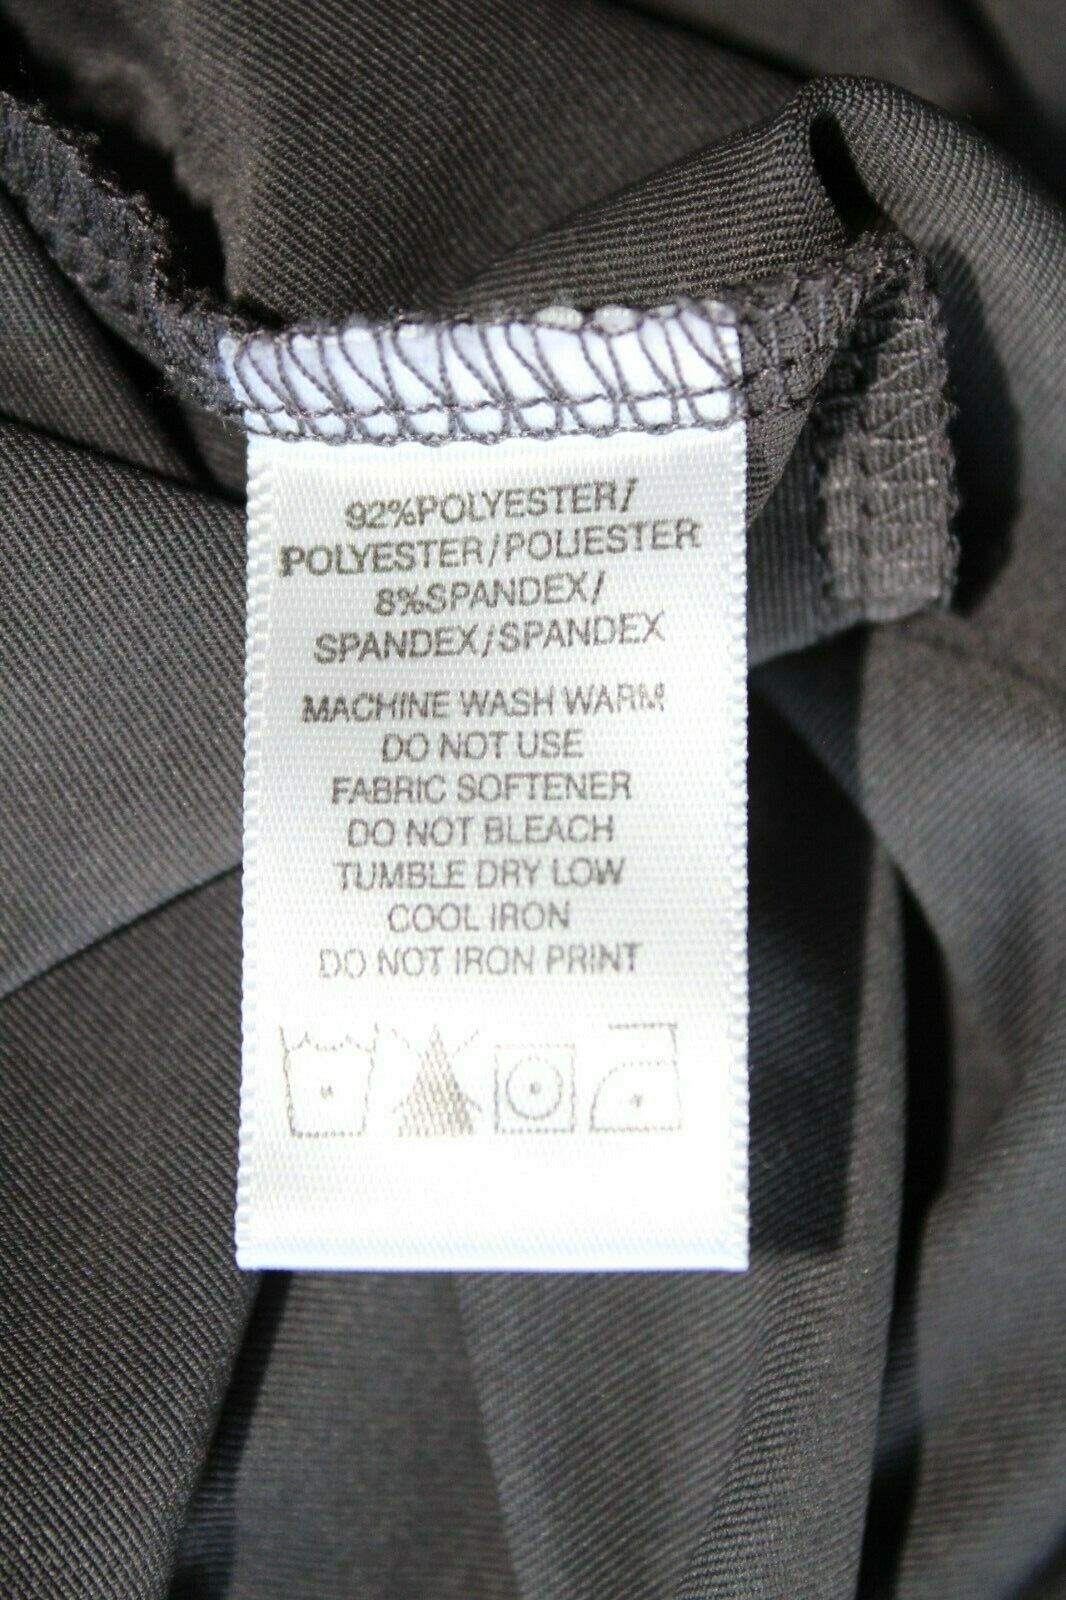 92%POLYESTER/
POLYESTER/POLIESTER
8%SPANDEX/
SPANDEX/SPANDEX
MACHINE WASH WARM
DO NOT USE
FABRIC SOFTENER
DO NOT BLEACH
TUMBLE DRY LOW
COOL IRON
DO NOT IRON PRINT